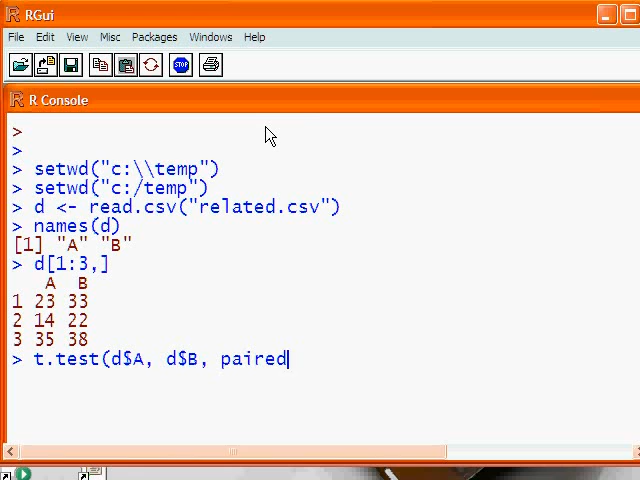 RGui
File Edit View Misc Packages Windows Help
STOP
R Console
>
>
> setwd("c:\\temp")
> setwd("c:/temp")
> d <- read.csv("related.csv")
> names(d)
[1] "A" "B"
> d[1:3,]
A B
1 23 33
2 14 22
3 35 38
> t.test(d$A, d$B, paired